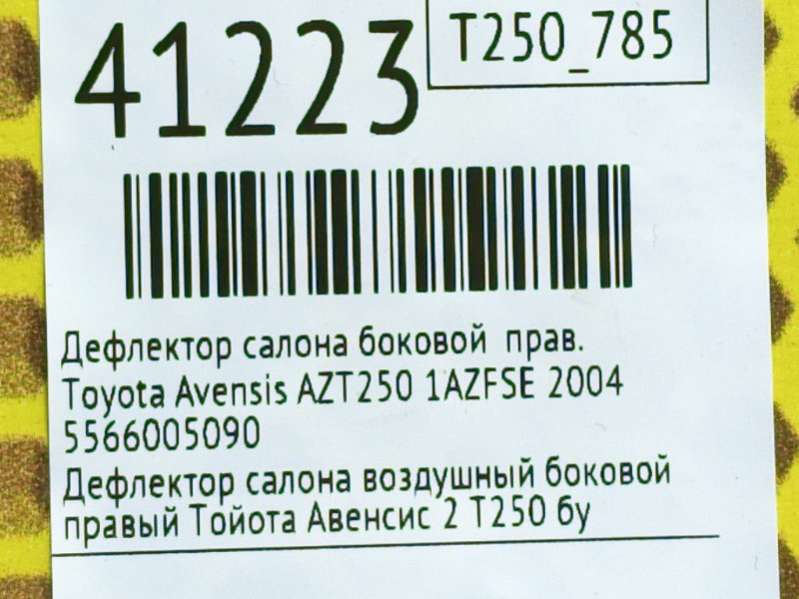 41223
T250_785
Дефлектор салона боковой прав.
Toyota Avensis AZT250 1AZFSE 2004
5566005090
Дефлектор салона воздушный боковой
правый Тойота Авенсис 2 Т250 бу